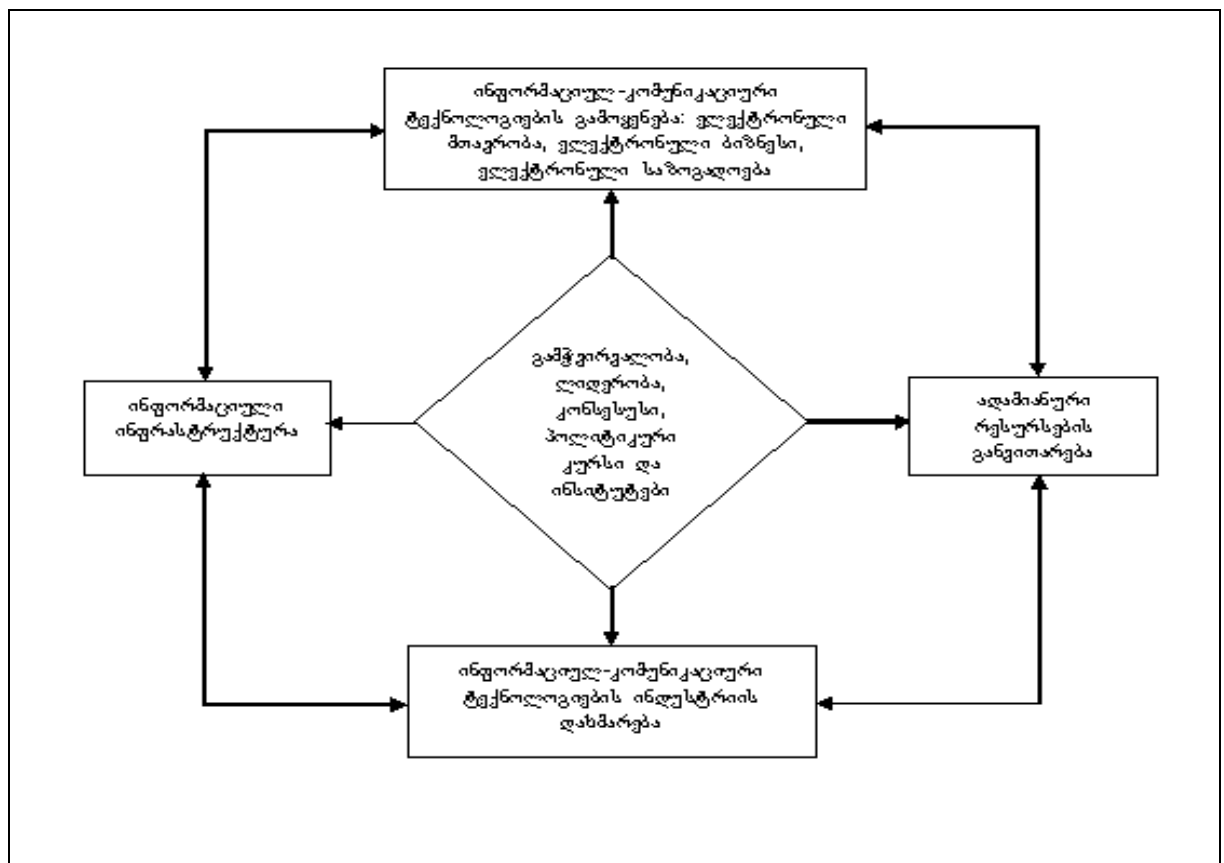 ინფორმაციულ-კომუნიკაციური
ტექნოლოგიების გამოყენება: ელექტრონული
მთავრობა, ელექტრონული ბიზნესი,
ელექტრონული საზოგადოება
გამჭვირვალობა,
ლიდერობა,
კონსესუსი,
პოლიტიკური
კურსი და
ინსიტუტები
ინფორმაციული
ინფრასტრუქტურა
ადამიანური
რესურსების
განვითარება
ინფორმაციულ-კომუნიკაციური
ტექნოლოგიების ინდუსტრიის
დახმარება